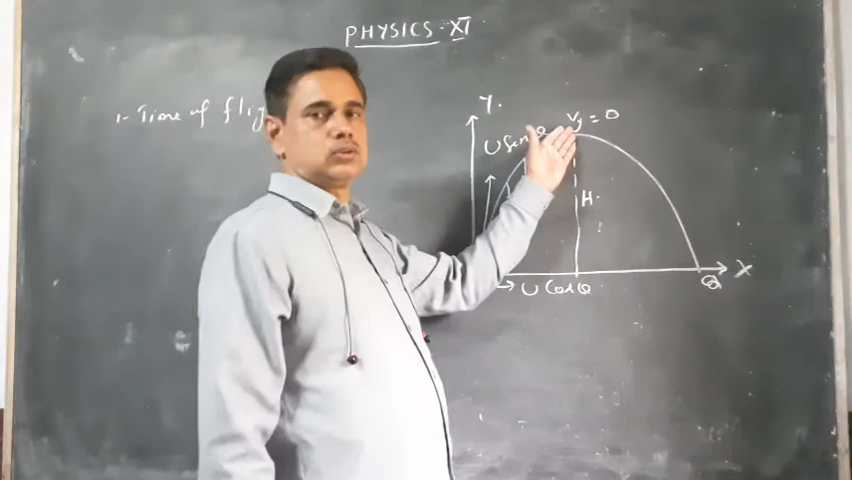 PHYSICS - XI
1- Time of flig
Y
U Sinθ
Vy = 0
H
X
→ U Cosθ
Q